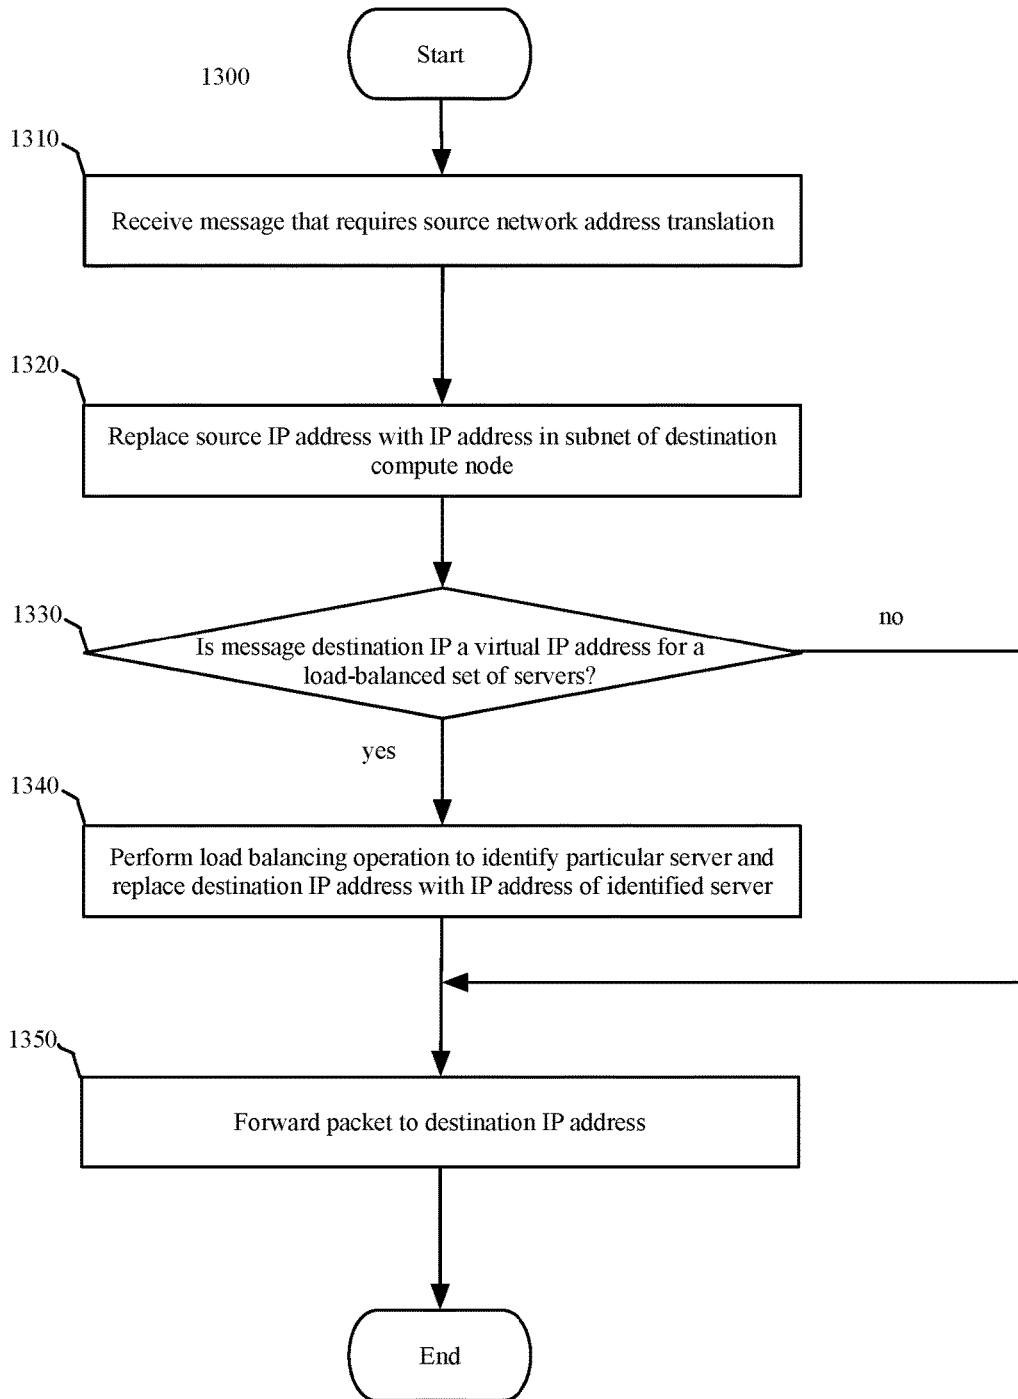 Start
1300
1310
Receive message that requires source network address translation
1320
Replace source IP address with IP address in subnet of destination
compute node
1330
Is message destination IP a virtual IP address for a
load-balanced set of servers?
no
yes
1340
Perform load balancing operation to identify particular server and
replace destination IP address with IP address of identified server
1350
Forward packet to destination IP address
End